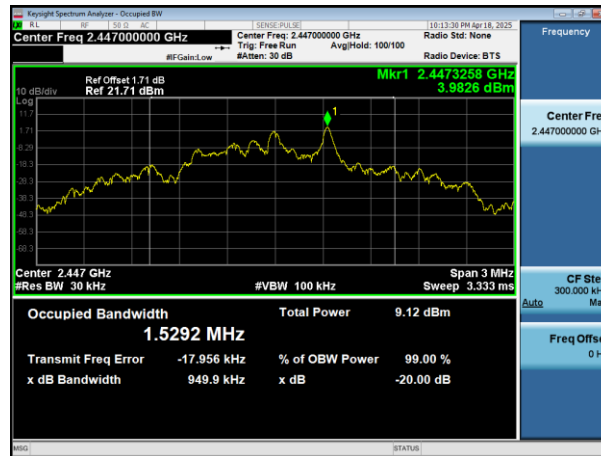 Keysight Spectrum Analyzer - Occupied BW
RL RF 50 Ω AC SENSE:PULSE 10:13:30 PM Apr 18, 2025
Center Freq 2.447000000 GHz Center Freq: 2.447000000 GHz Radio Std: None
Trig: Free Run Avg|Hold: 100/100
#IFGain:Low #Atten: 30 dB Radio Device: BTS
Frequency
Ref Offset 1.71 dB Mkr1 2.4473258 GHz
10 dB/div Ref 21.71 dBm 3.9826 dBm
Log
11.7
1
1.71
-8.29
-18.3
-28.3
-38.3
-48.3
-58.3
-68.3
Center 2.447 GHz Span 3 MHz
#Res BW 30 kHz #VBW 100 kHz Sweep 3.333 ms
Occupied Bandwidth Total Power 9.12 dBm
1.5292 MHz
Transmit Freq Error -17.956 kHz % of OBW Power 99.00 %
x dB Bandwidth 949.9 kHz x dB -20.00 dB
Center Fre
2.447000000 GH
CF Ste
300.000 kH
Auto Ma
Freq Offse
0 H
MSG STATUS